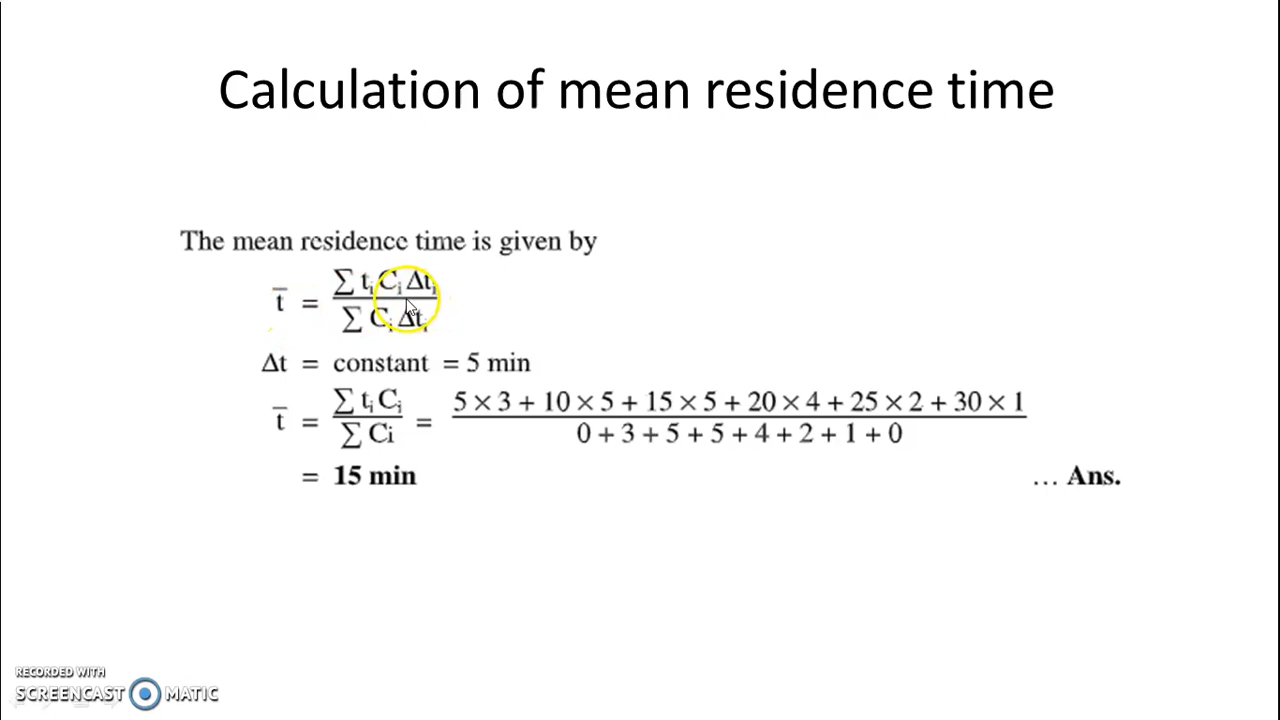 Calculation of mean residence time
The mean residence time is given by
t̄ = ∑ tᵢ Cᵢ Δtᵢ / ∑ Cᵢ Δtᵢ
Δt = constant = 5 min
t̄ = ∑ tᵢ Cᵢ / ∑ Ci = 5 × 3 + 10 × 5 + 15 × 5 + 20 × 4 + 25 × 2 + 30 × 1 / 0 + 3 + 5 + 5 + 4 + 2 + 1 + 0
= 15 min … Ans.
RECORDED WITH
SCREENCAST MATIC